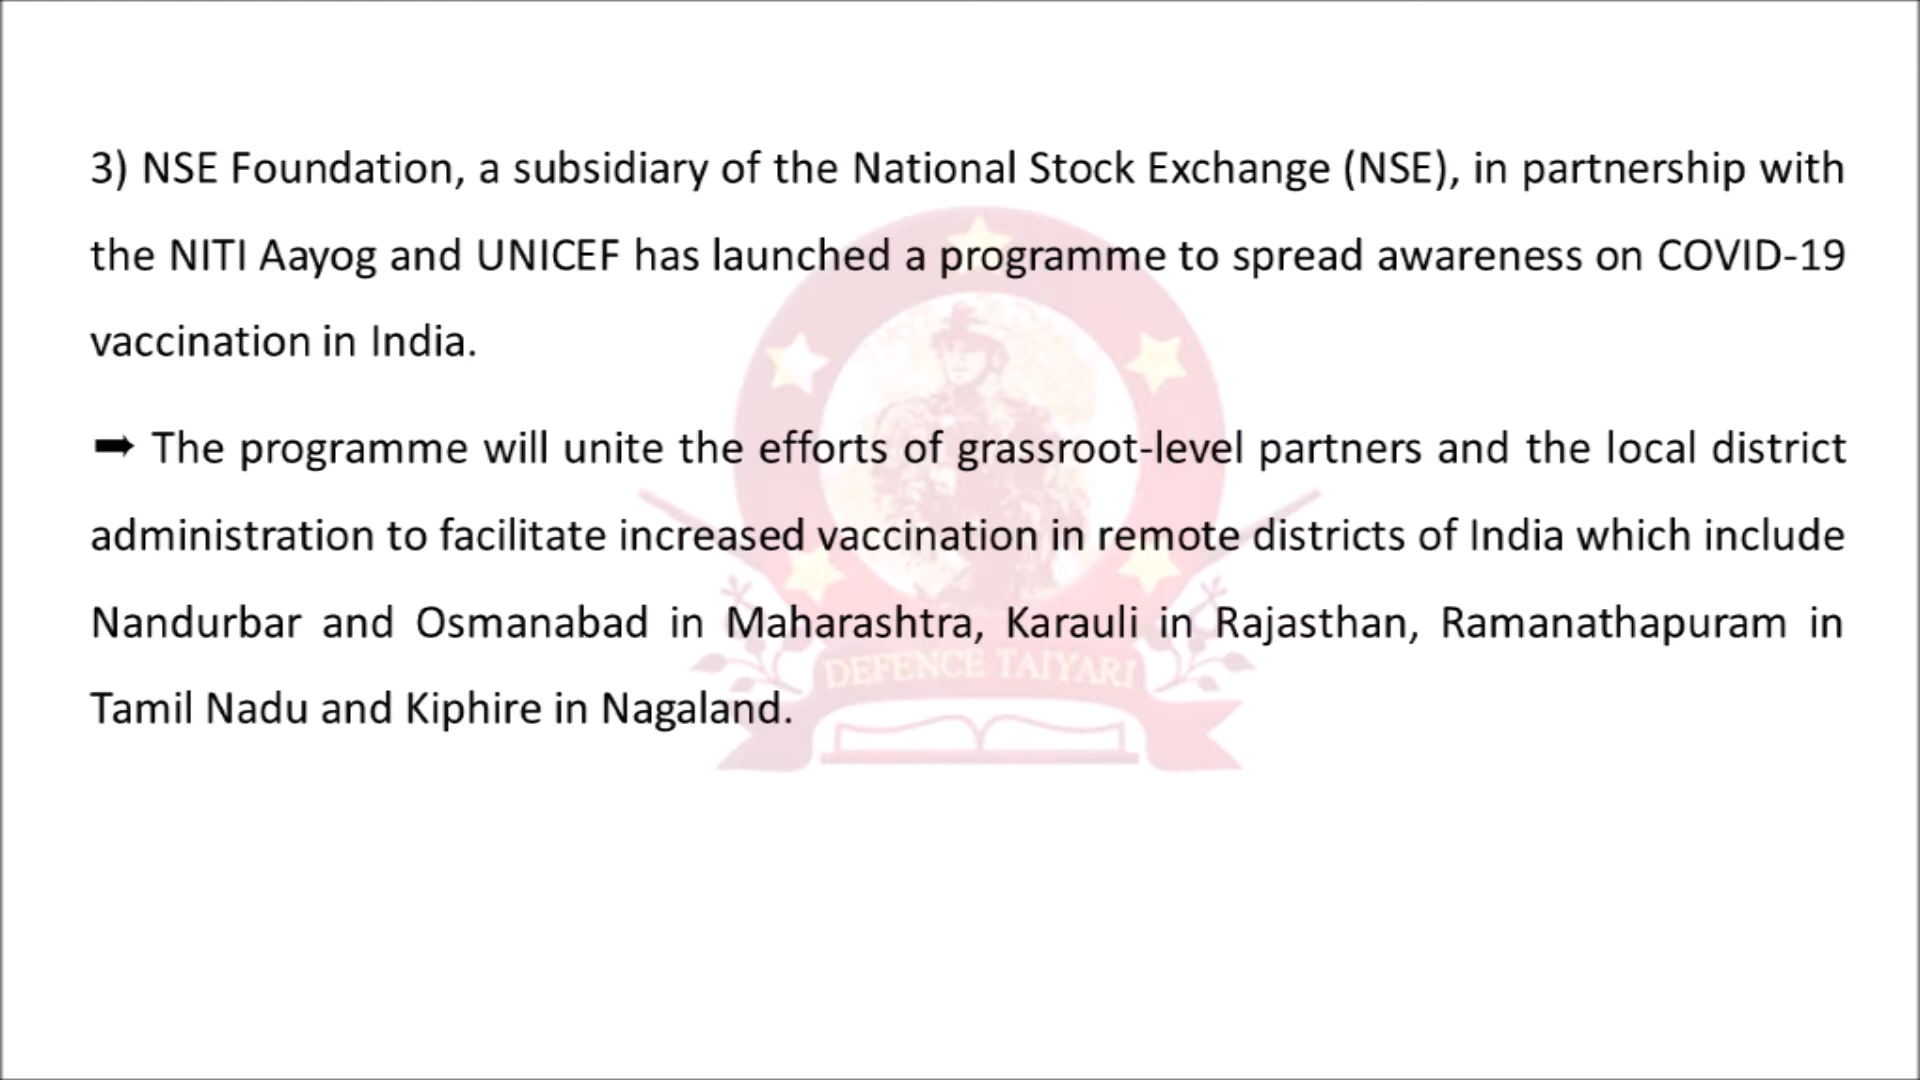 3) NSE Foundation, a subsidiary of the National Stock Exchange (NSE), in partnership with
the NITI Aayog and UNICEF has launched a programme to spread awareness on COVID-19
vaccination in India.
➡ The programme will unite the efforts of grassroot-level partners and the local district
administration to facilitate increased vaccination in remote districts of India which include
Nandurbar and Osmanabad in Maharashtra, Karauli in Rajasthan, Ramanathapuram in
DEFENCE TAIYARI
Tamil Nadu and Kiphire in Nagaland.